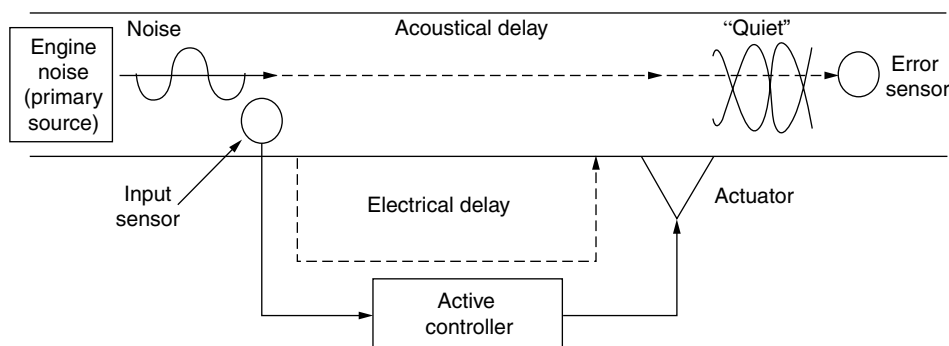 Engine
noise
(primary
source)
Noise
Acoustical delay
“Quiet”
Error
sensor
Input
sensor
Electrical delay
Actuator
Active
controller